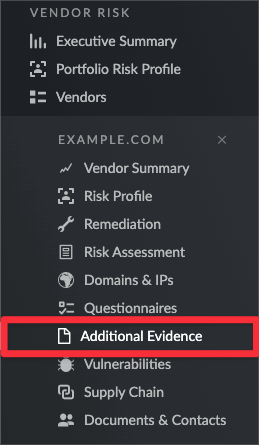 VENDOR RISK
Executive Summary
Portfolio Risk Profile
Vendors
EXAMPLE.COM
Vendor Summary
Risk Profile
Remediation
Risk Assessment
Domains & IPs
Questionnaires
Additional Evidence
Vulnerabilities
Supply Chain
Documents & Contacts